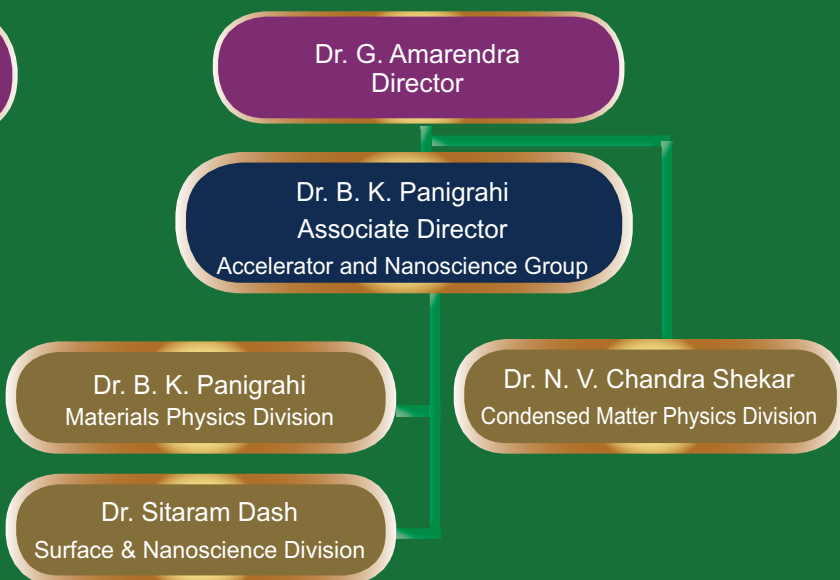 Dr. G. Amarendra
Director
Dr. B. K. Panigrahi
Associate Director
Accelerator and Nanoscience Group
Dr. B. K. Panigrahi
Materials Physics Division
Dr. N. V. Chandra Shekar
Condensed Matter Physics Division
Dr. Sitaram Dash
Surface & Nanoscience Division